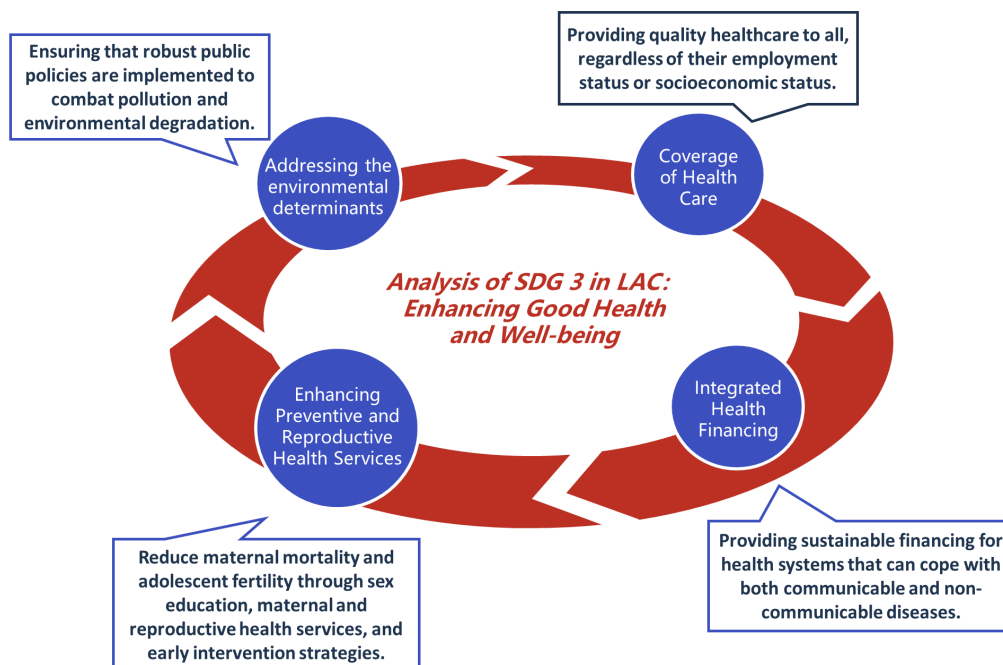 Ensuring that robust public
policies are implemented to
combat pollution and
environmental degradation.
Providing quality healthcare to all,
regardless of their employment
status or socioeconomic status.
Addressing the
environmental
determinants
Coverage
of Health
Care
Analysis of SDG 3 in LAC:
Enhancing Good Health
and Well-being
Enhancing
Preventive and
Reproductive
Health Services
Integrated
Health
Financing
Reduce maternal mortality and
adolescent fertility through sex
education, maternal and
reproductive health services, and
early intervention strategies.
Providing sustainable financing for
health systems that can cope with
both communicable and non-
communicable diseases.